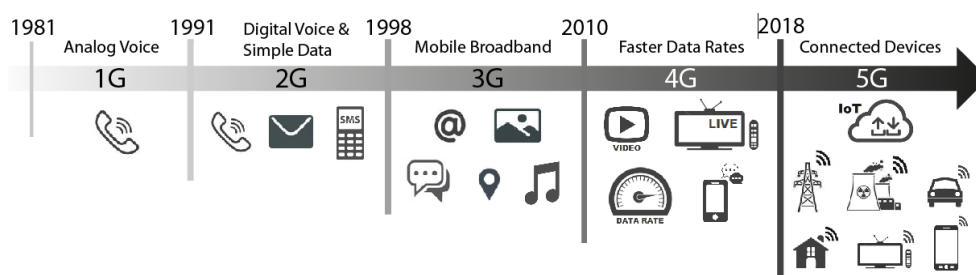 1981
Analog Voice
1G
1991
Digital Voice &
Simple Data
2G
SMS
1998
Mobile Broadband
3G
@
2010
Faster Data Rates
4G
VIDEO
LIVE
DATA RATE
2018
Connected Devices
5G
IoT